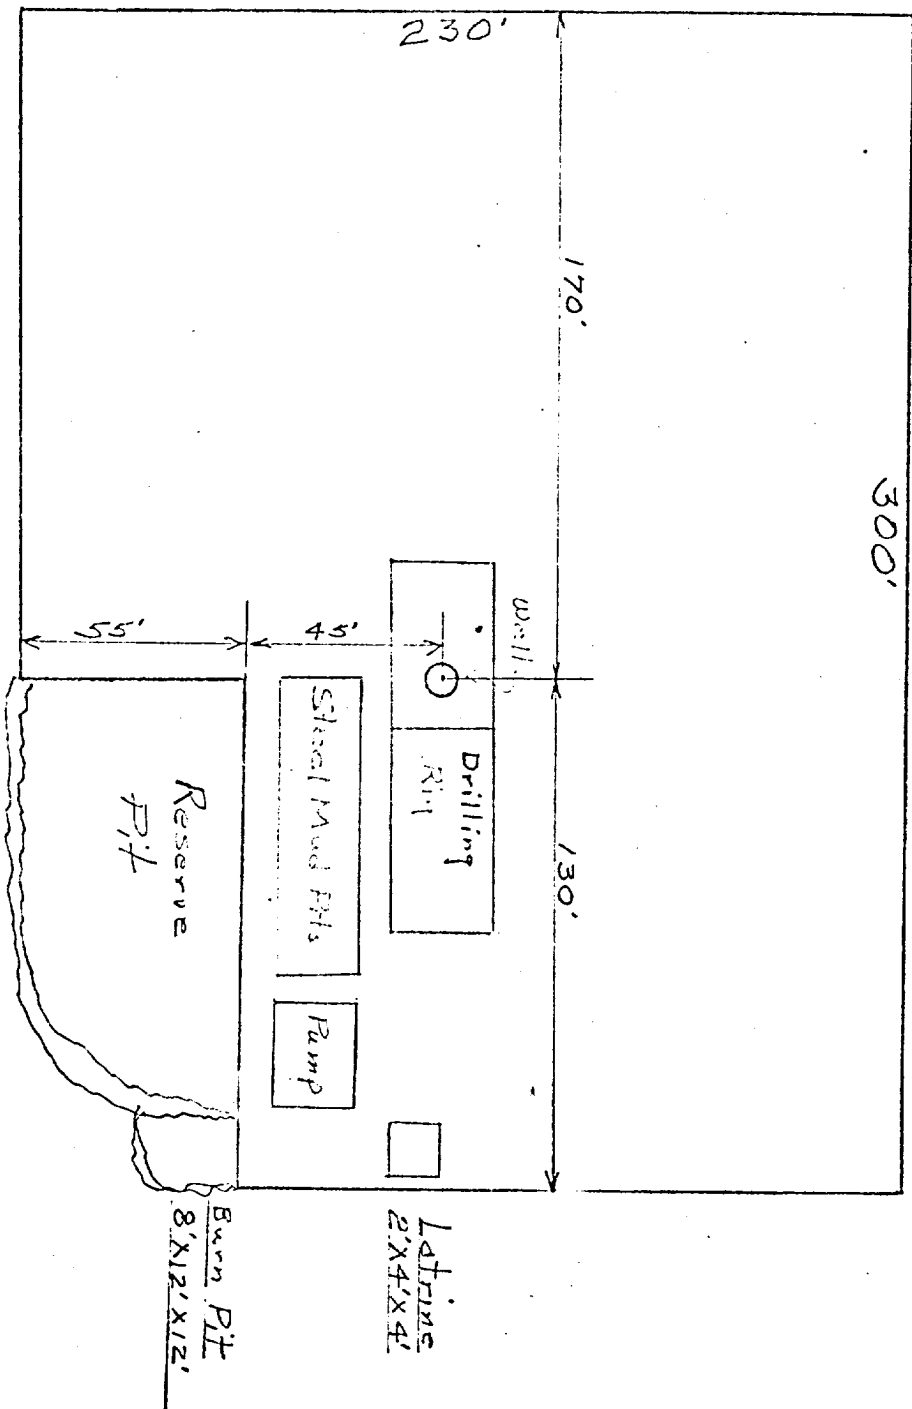 230'
170'
300'
55'
45'
Well
Drilling
Rig
130'
Steel Mud Pits
Reserve
Pit
Pump
Latrine
2'X4'X4'
Burn Pit
8'X12'X12'